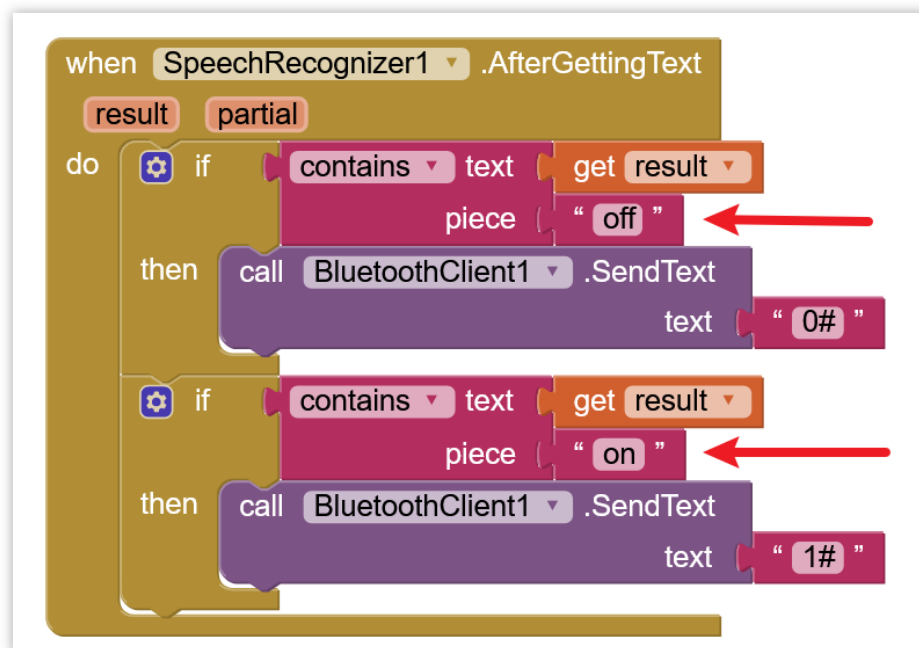 when SpeechRecognizer1 .AfterGettingText
result partial
do if contains text get result
piece “ off ”
then call BluetoothClient1 .SendText
text “ 0# ”
if contains text get result
piece “ on ”
then call BluetoothClient1 .SendText
text “ 1# ”